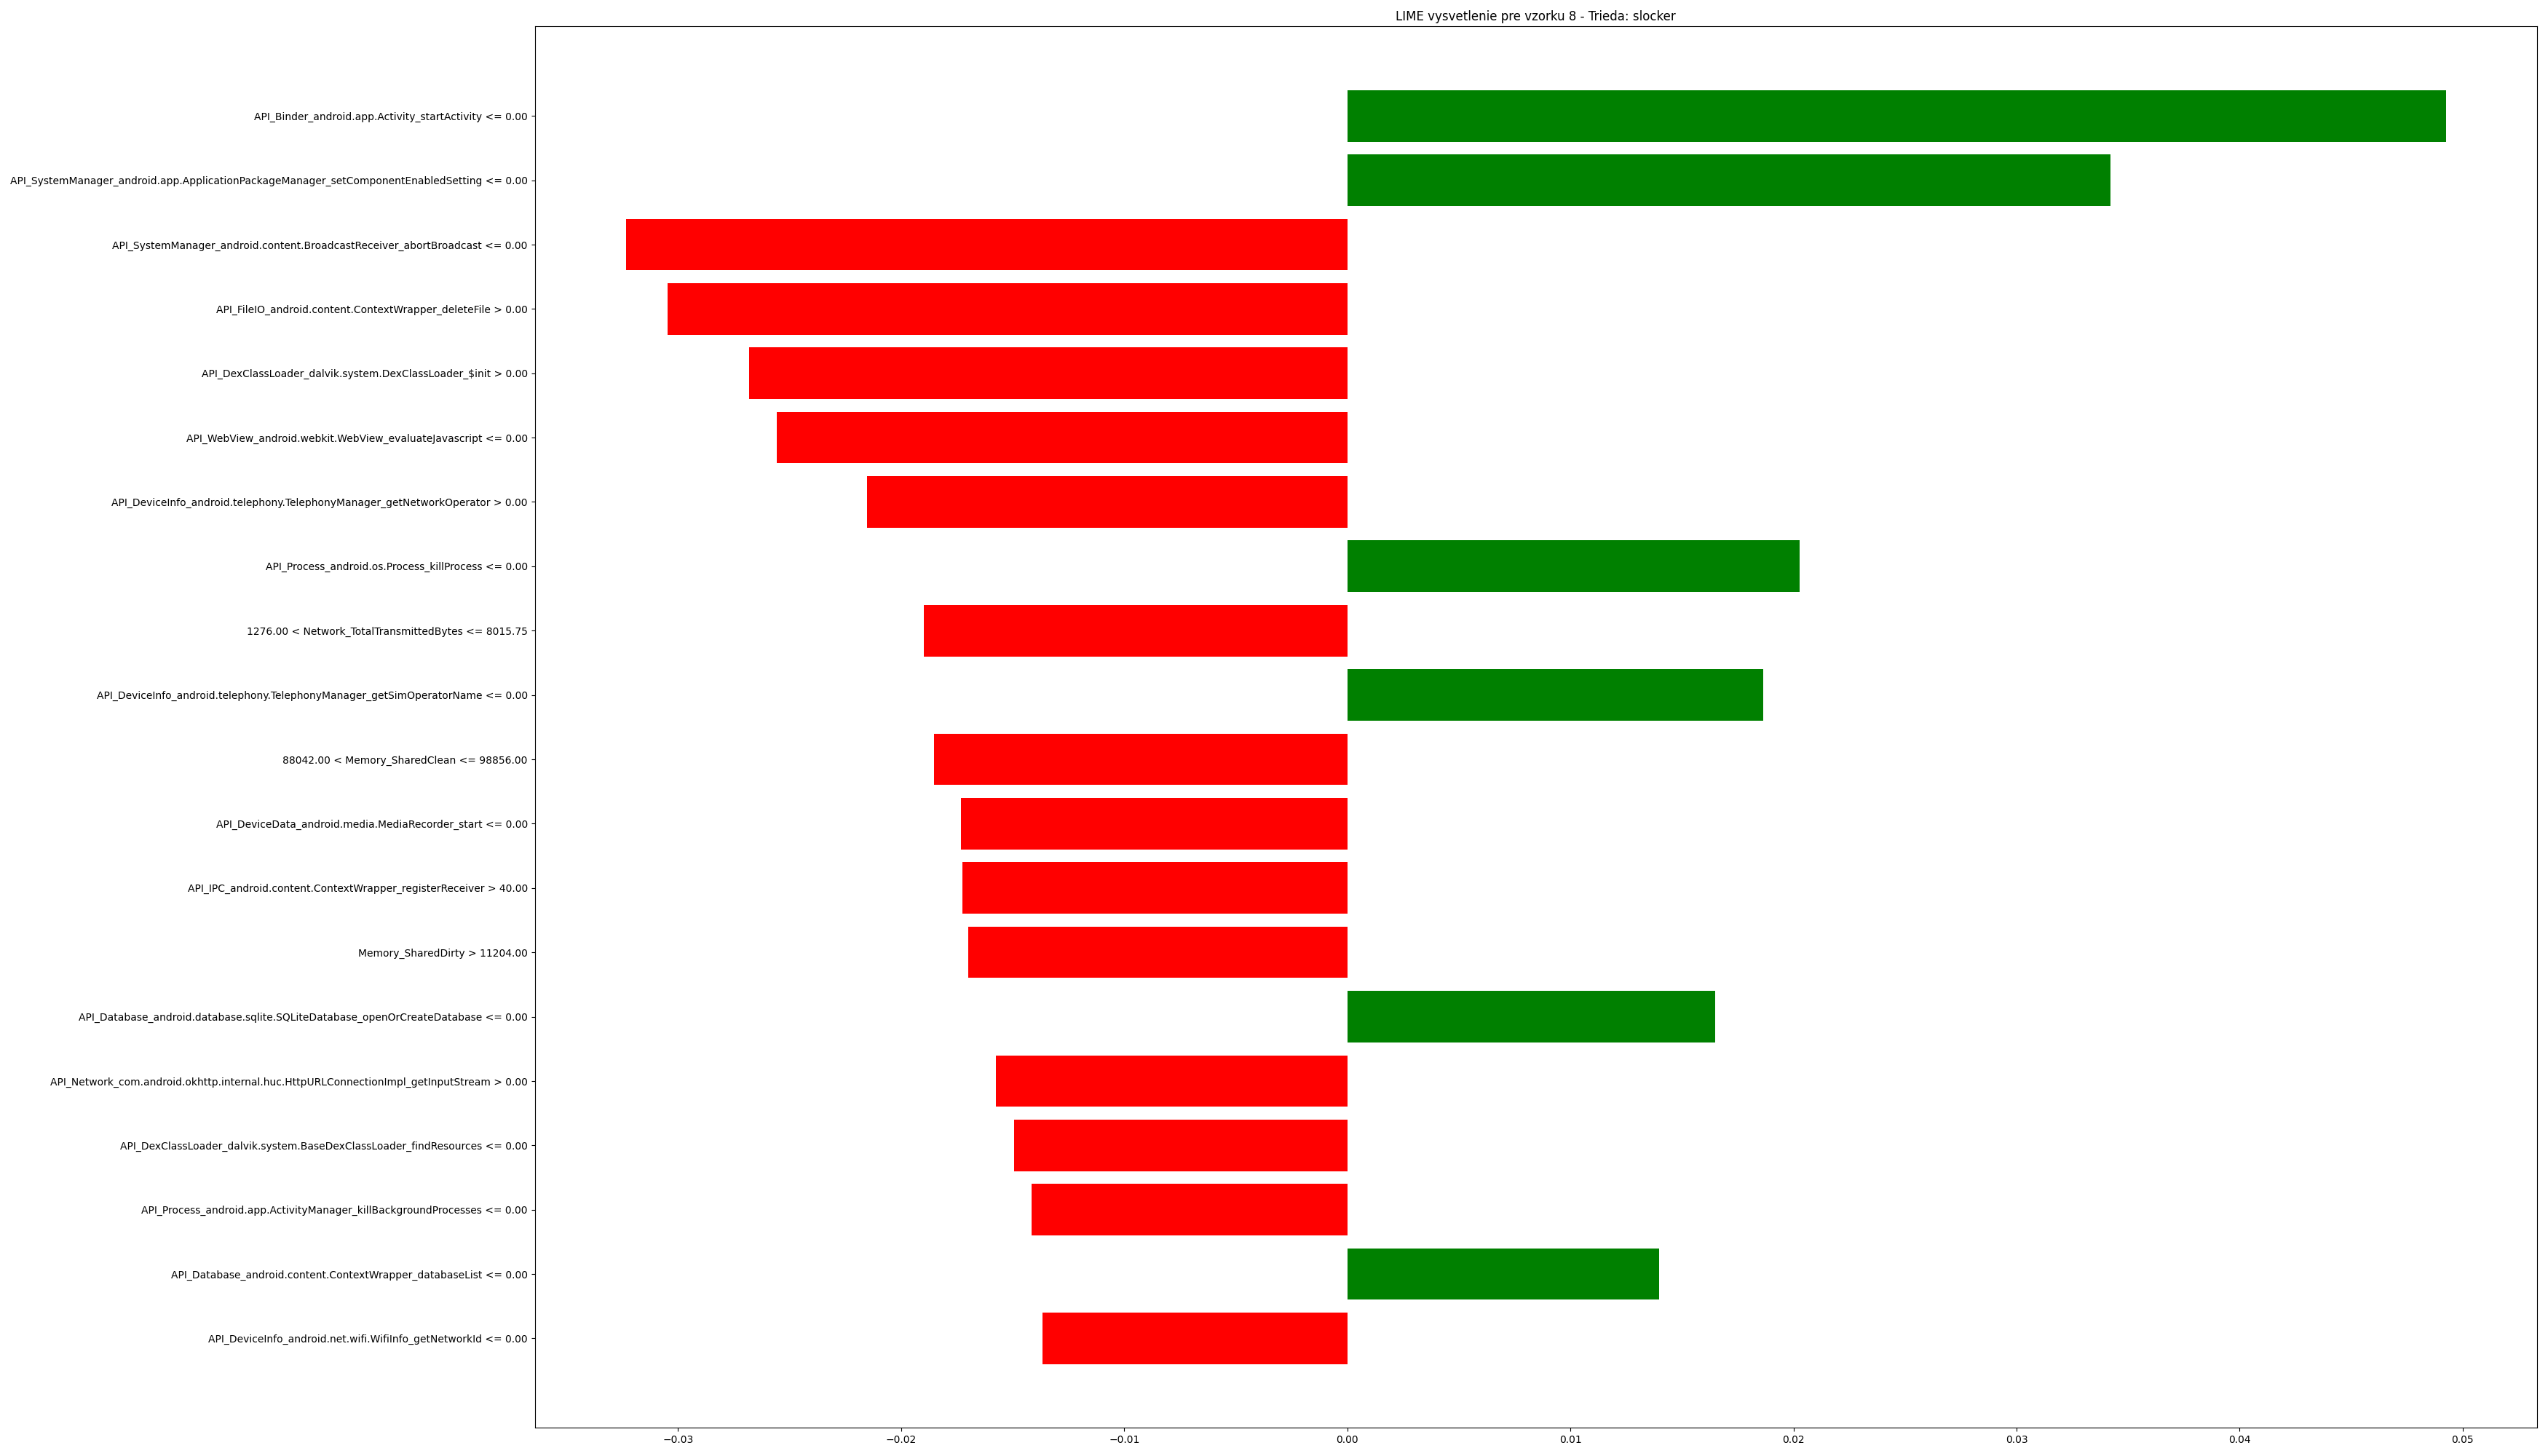 LIME vysvetlenie pre vzorku 8 - Trieda: slocker
API_Binder_android.app.Activity_startActivity <= 0.00
API_SystemManager_android.app.ApplicationPackageManager_setComponentEnabledSetting <= 0.00
API_SystemManager_android.content.BroadcastReceiver_abortBroadcast <= 0.00
API_FileIO_android.content.ContextWrapper_deleteFile > 0.00
API_DexClassLoader_dalvik.system.DexClassLoader_$init > 0.00
API_WebView_android.webkit.WebView_evaluateJavascript <= 0.00
API_DeviceInfo_android.telephony.TelephonyManager_getNetworkOperator > 0.00
API_Process_android.os.Process_killProcess <= 0.00
1276.00 < Network_TotalTransmittedBytes <= 8015.75
API_DeviceInfo_android.telephony.TelephonyManager_getSimOperatorName <= 0.00
88042.00 < Memory_SharedClean <= 98856.00
API_DeviceData_android.media.MediaRecorder_start <= 0.00
API_IPC_android.content.ContextWrapper_registerReceiver > 40.00
Memory_SharedDirty > 11204.00
API_Database_android.database.sqlite.SQLiteDatabase_openOrCreateDatabase <= 0.00
API_Network_com.android.okhttp.internal.huc.HttpURLConnectionImpl_getInputStream > 0.00
API_DexClassLoader_dalvik.system.BaseDexClassLoader_findResources <= 0.00
API_Process_android.app.ActivityManager_killBackgroundProcesses <= 0.00
API_Database_android.content.ContextWrapper_databaseList <= 0.00
API_DeviceInfo_android.net.wifi.WifiInfo_getNetworkId <= 0.00
−0.03 −0.02 −0.01 0.00 0.01 0.02 0.03 0.04 0.05